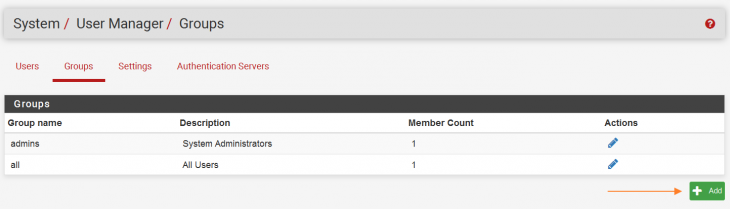 System / User Manager / Groups
Users Groups Settings Authentication Servers
Groups
Group name Description Member Count Actions
admins System Administrators 1
all All Users 1
Add